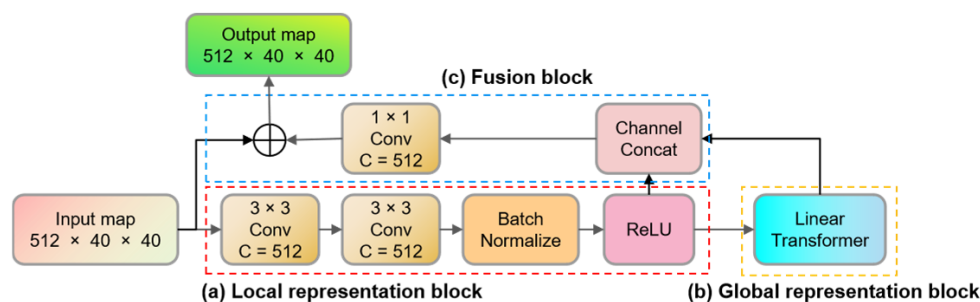 Output map
512 × 40 × 40
(c) Fusion block
1 × 1
Conv
C = 512
Channel
Concat
Input map
512 × 40 × 40
3 × 3
Conv
C = 512
3 × 3
Conv
C = 512
Batch
Normalize
ReLU
Linear
Transformer
(a) Local representation block
(b) Global representation block